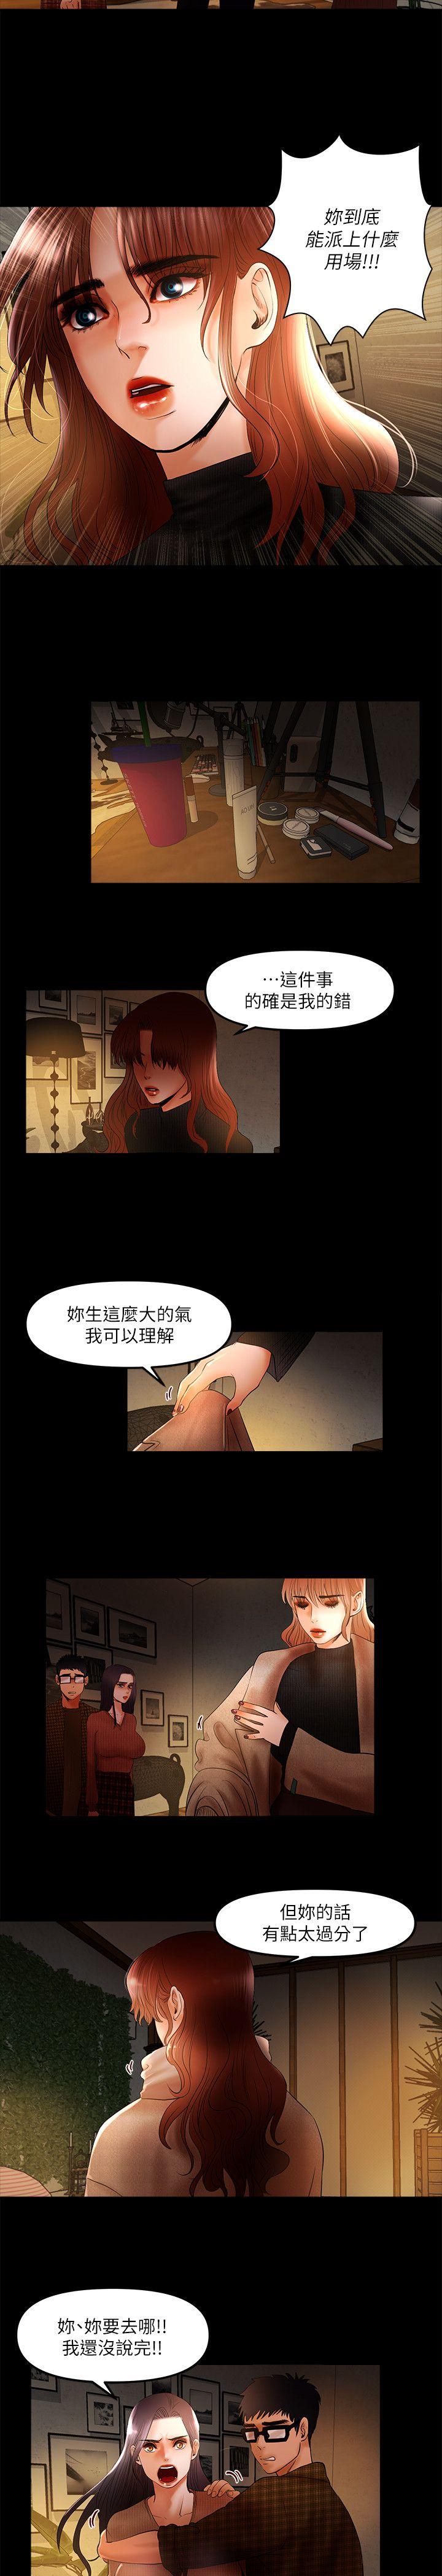 妳到底
能派上什麼
用場!!!
…這件事
的確是我的錯
妳生這麼大的氣
我可以理解
但妳的話
有點太過分了
妳、妳要去哪!!
我還沒說完!!